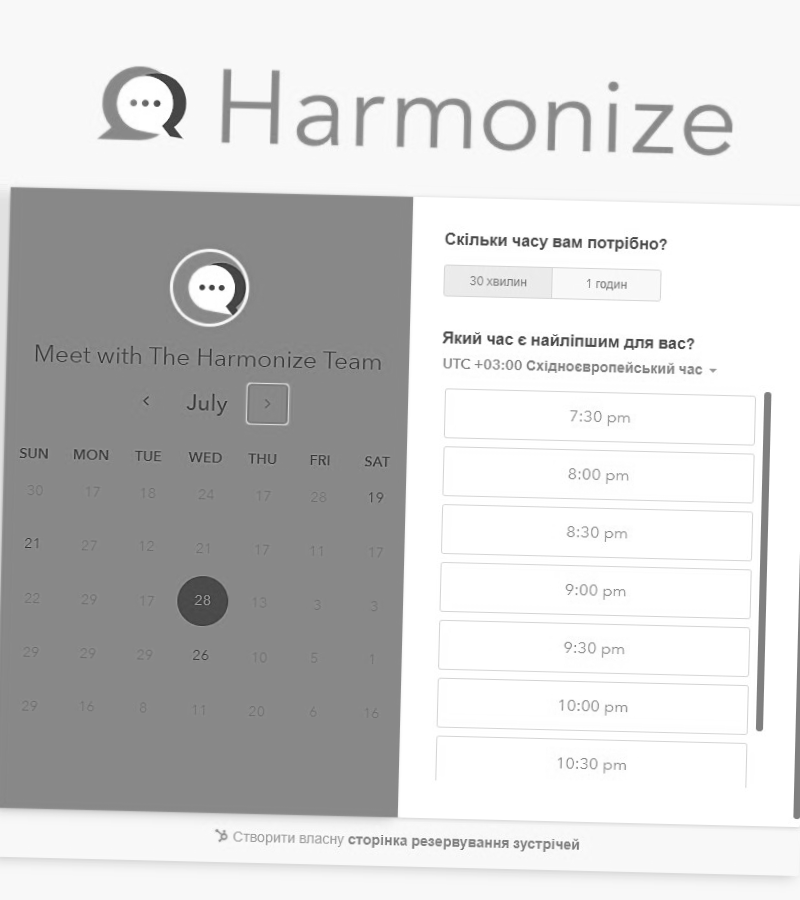 Harmonize
Meet with The Harmonize Team
July
SUN MON TUE WED THU FRI SAT
30 17 18 24 17 28 19
21 27 12 21 17 11 17
22 29 17 28 13 3 3
29 29 29 26 10 5 1
29 16 8 11 20 6 16
Скільки часу вам потрібно?
30 хвилин 1 годин
Який час є найліпшим для вас?
UTC +03:00 Східноєвропейський час
7:30 pm
8:00 pm
8:30 pm
9:00 pm
9:30 pm
10:00 pm
10:30 pm
Створити власну сторінка резервування зустрічей